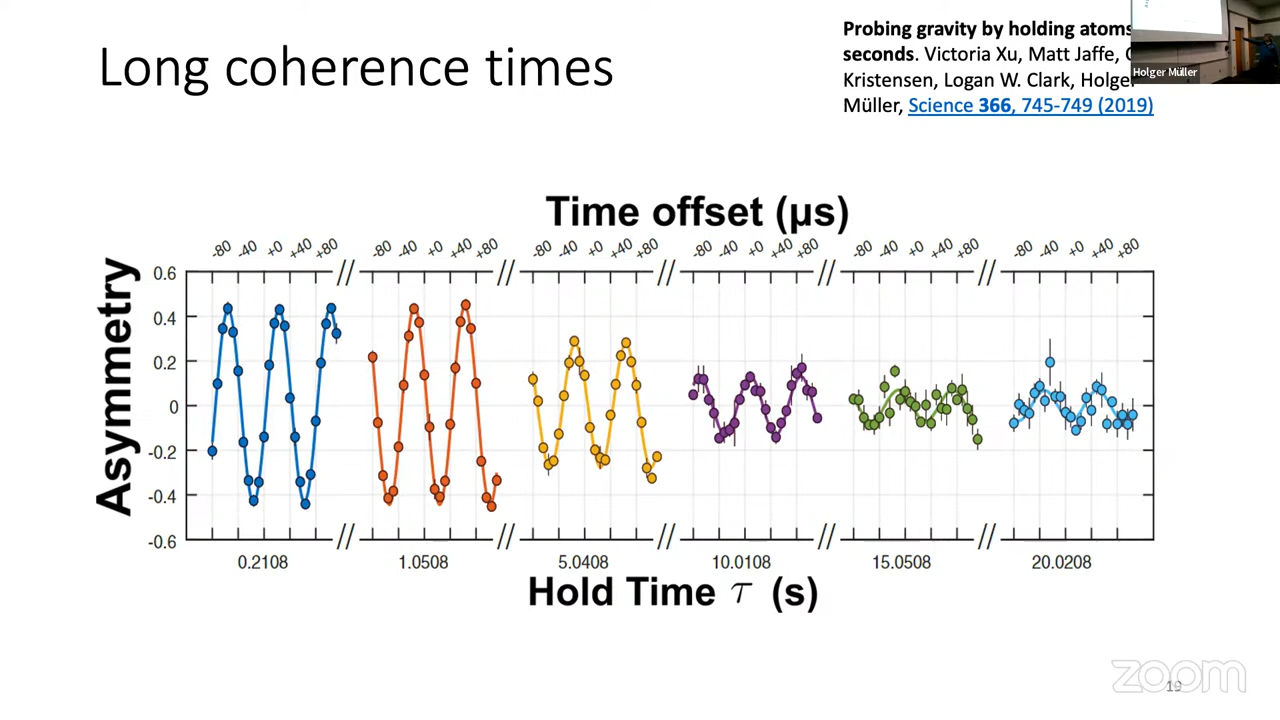 Long coherence times
Probing gravity by holding atoms
seconds. Victoria Xu, Matt Jaffe,
Kristensen, Logan W. Clark, Holger
Müller, Science 366, 745-749 (2019)
Holger Müller
Time offset (μs)
-80 -40 +0 +40 +80 -80 -40 +0 +40 +80 -80 -40 +0 +40 +80 -80 -40 +0 +40 +80 -80 -40 +0 +40 +80 -80 -40 +0 +40 +80
Asymmetry
0.6
0.4
0.2
0
-0.2
-0.4
-0.6
0.2108 1.0508 5.0408 10.0108 15.0508 20.0208
Hold Time τ (s)
zoom
19